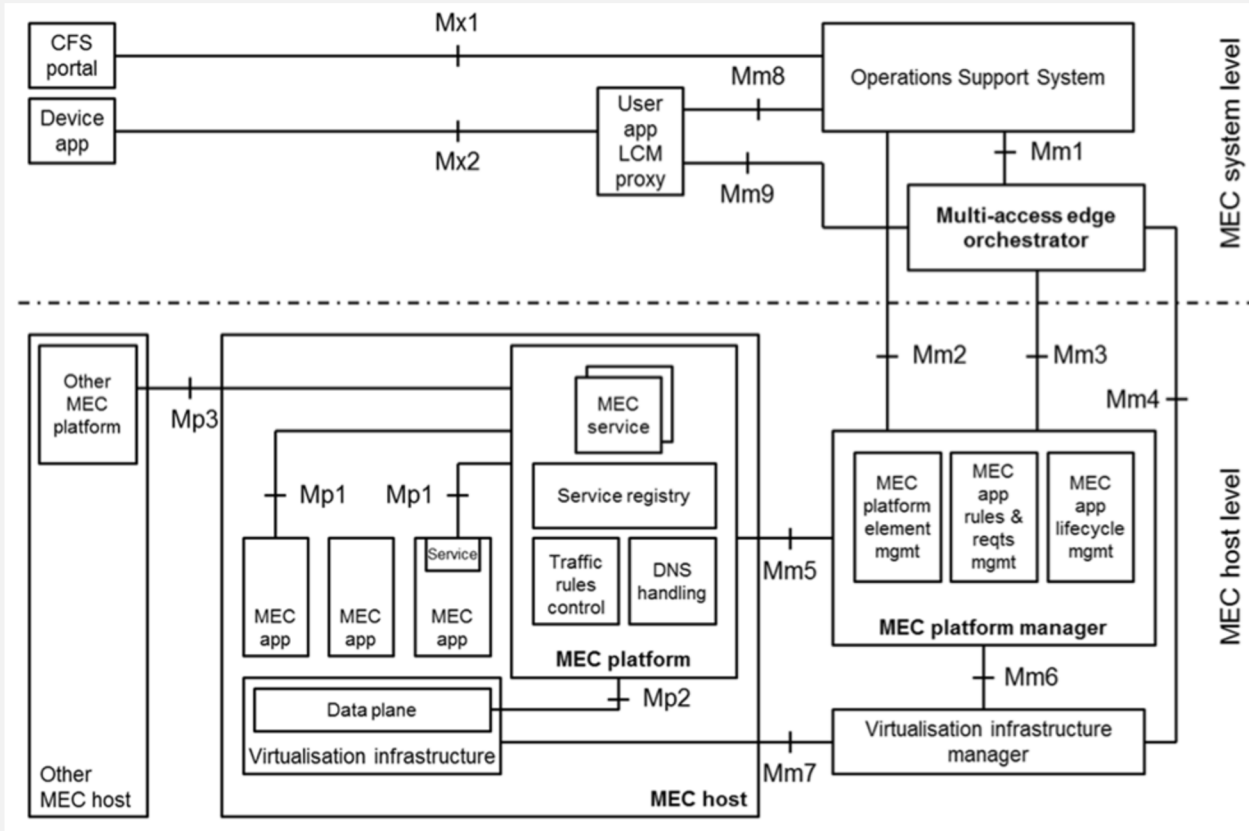 Mx1
CFS
portal
Operations Support System
Mm8
User
app
LCM
proxy
Device
app
Mx2
Mm9
Mm1
Multi-access edge
orchestrator
MEC system level
Mm2
Mm3
Mm4
Other
MEC
platform
Mp3
MEC
service
Mp1
Mp1
Service registry
Service
MEC
app
MEC
app
MEC
app
Traffic
rules
control
DNS
handling
MEC platform
Mm5
MEC
platform
element
mgmt
MEC
app
rules &
reqts
mgmt
MEC
app
lifecycle
mgmt
MEC platform manager
MEC host level
Mp2
Mm6
Data plane
Virtualisation infrastructure
Mm7
Virtualisation infrastructure
manager
Other
MEC host
MEC host